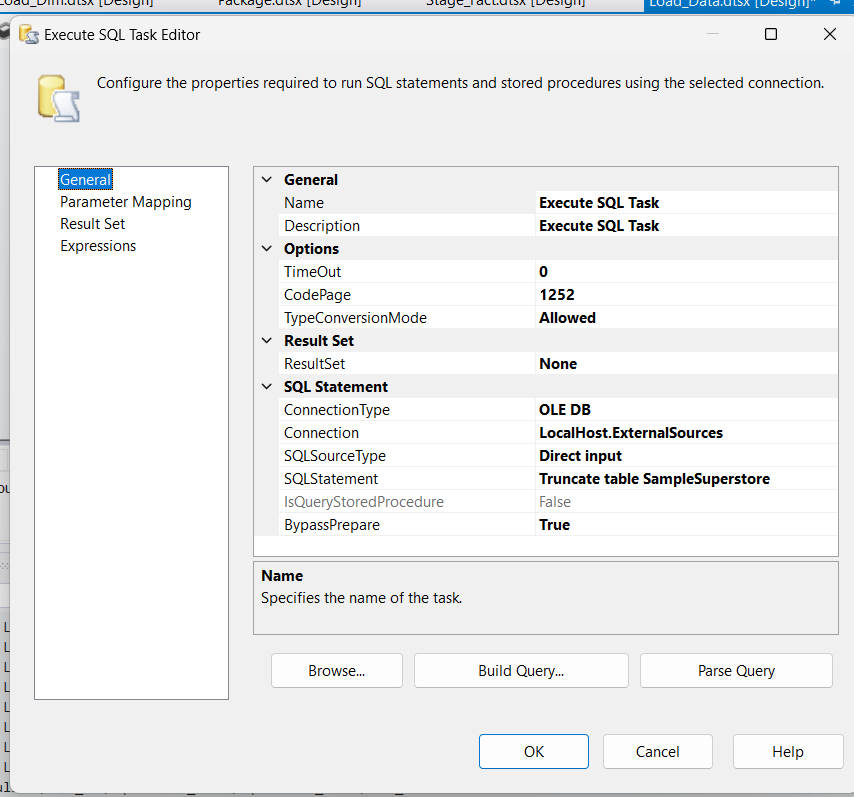 Load_Dim.dtsx [Design] Package.dtsx [Design] Stage_Fact.dtsx [Design] Load_Data.dtsx [Design]*
Execute SQL Task Editor
Configure the properties required to run SQL statements and stored procedures using the selected connection.
General
Parameter Mapping
Result Set
Expressions
General
Name Execute SQL Task
Description Execute SQL Task
Options
TimeOut 0
CodePage 1252
TypeConversionMode Allowed
Result Set
ResultSet None
SQL Statement
ConnectionType OLE DB
Connection LocalHost.ExternalSources
SQLSourceType Direct input
SQLStatement Truncate table SampleSuperstore
IsQueryStoredProcedure False
BypassPrepare True
Name
Specifies the name of the task.
Browse... Build Query... Parse Query
OK Cancel Help